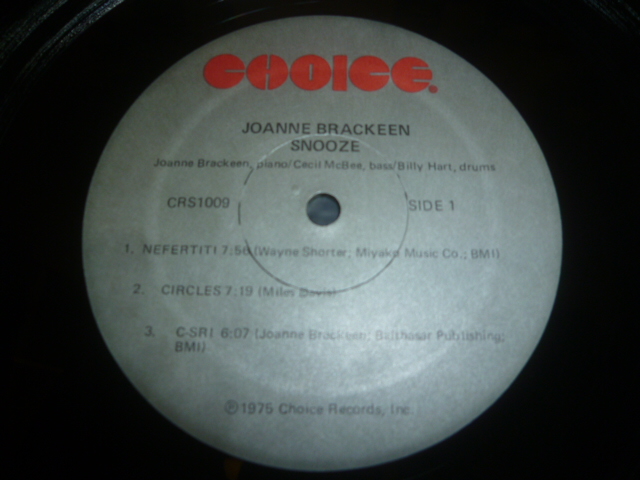 CHOICE.
JOANNE BRACKEEN
SNOOZE
Joanne Brackeen, piano/Cecil McBee, bass/Billy Hart, drums
CRS1009
SIDE 1
1. NEFERTITI 7:56 (Wayne Shorter, Miyako Music Co.; BMI)
2. CIRCLES 7:19 (Miles Davis)
3. C-SRI 6:07 (Joanne Brackeen; Balthasar Publishing;
BMI)
℗1975 Choice Records, Inc.